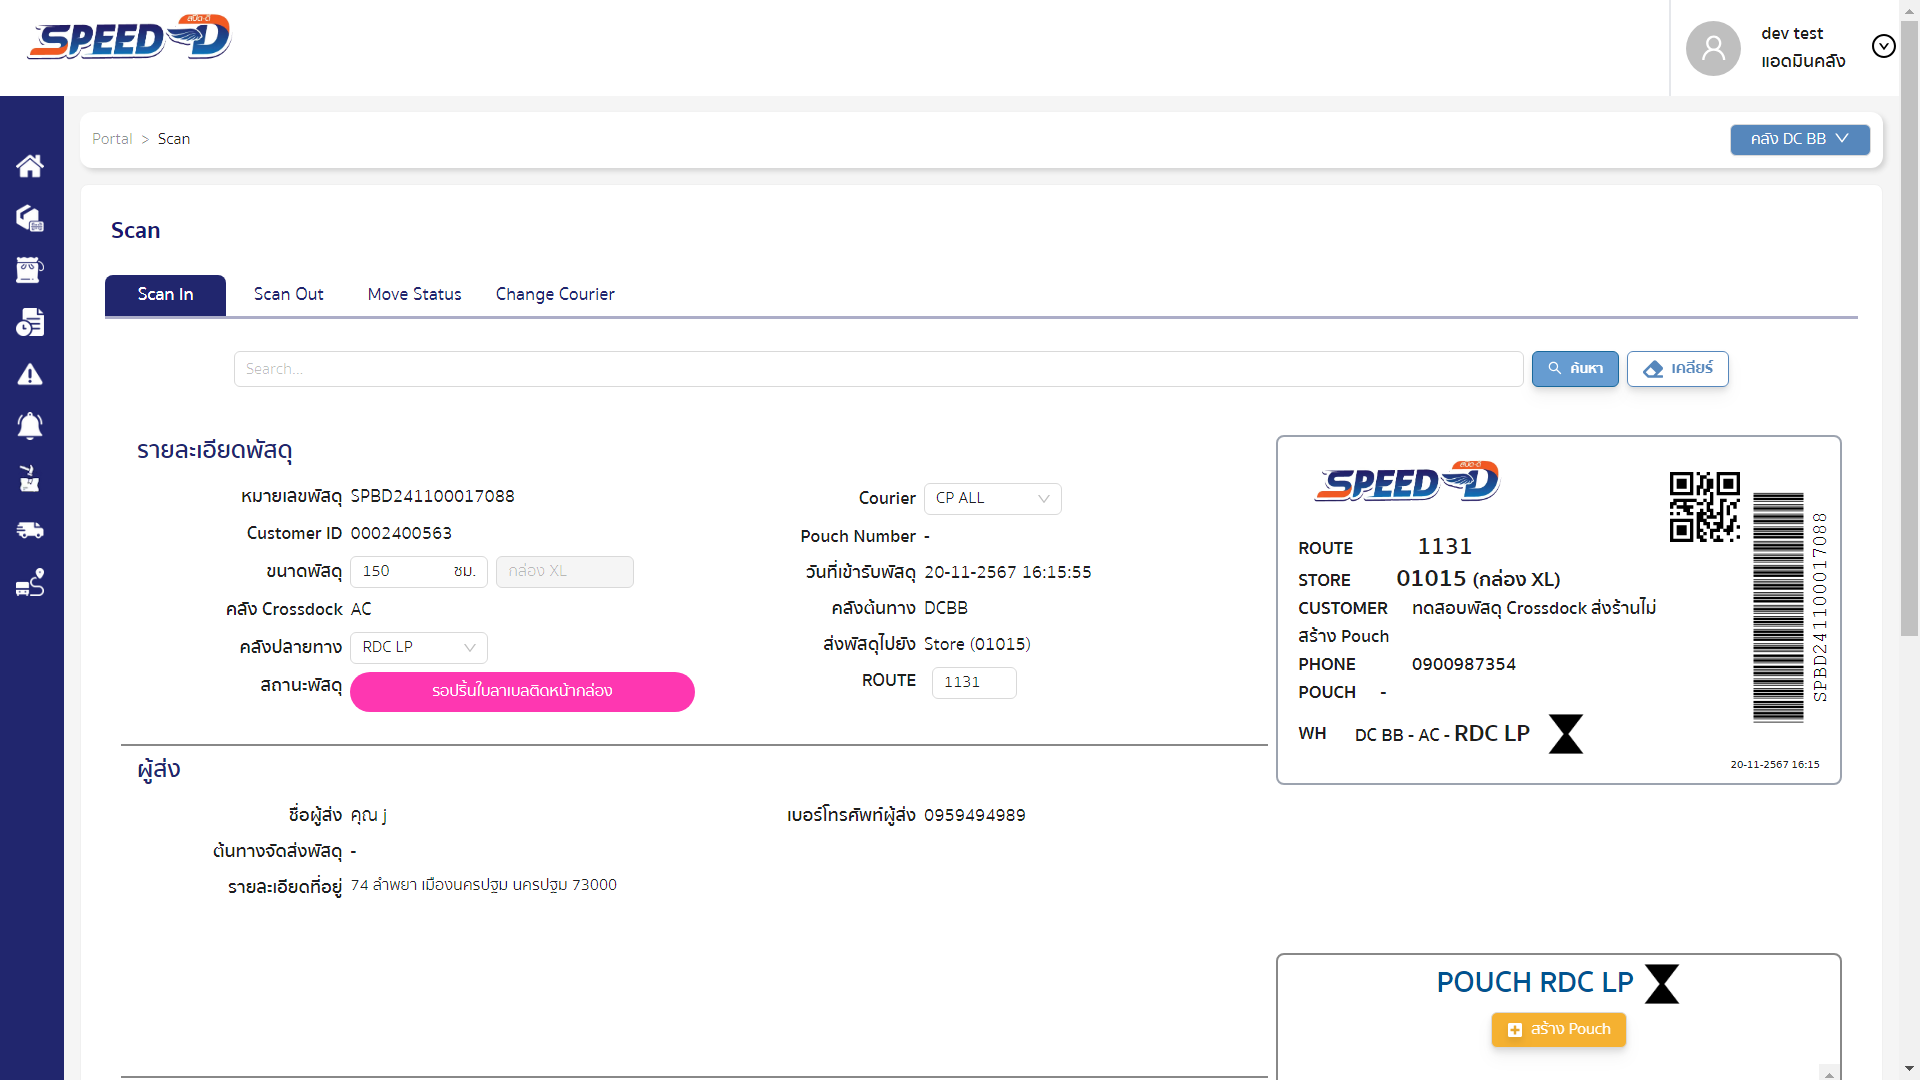 สปีด-ดี
SPEED-D
dev test
แอดมินคลัง
Portal > Scan
คลัง DC BB
Scan
Scan In
Scan Out
Move Status
Change Courier
Search...
ค้นหา
เคลียร์
รายละเอียดพัสดุ
หมายเลขพัสดุ SPBD241100017088
Customer ID 0002400563
ขนาดพัสดุ 150 ซม. กล่อง XL
คลัง Crossdock AC
คลังปลายทาง RDC LP
สถานะพัสดุ รอปริ้นใบลาเบลติดหน้ากล่อง
Courier CP ALL
Pouch Number -
วันที่เข้ารับพัสดุ 20-11-2567 16:15:55
คลังต้นทาง DCBB
ส่งพัสดุไปยัง Store (01015)
ROUTE 1131
สปีด-ดี
SPEED-D
ROUTE 1131
STORE 01015 (กล่อง XL)
CUSTOMER ทดสอบพัสดุ Crossdock ส่งร้านไม่
สร้าง Pouch
PHONE 0900987354
POUCH -
WH DC BB - AC - RDC LP
SPBD241100017088
20-11-2567 16:15
ผู้ส่ง
ชื่อผู้ส่ง คุณ j
เบอร์โทรศัพท์ผู้ส่ง 0959494989
ต้นทางจัดส่งพัสดุ -
รายละเอียดที่อยู่ 74 ลำพยา เมืองนครปฐม นครปฐม 73000
POUCH RDC LP
สร้าง Pouch